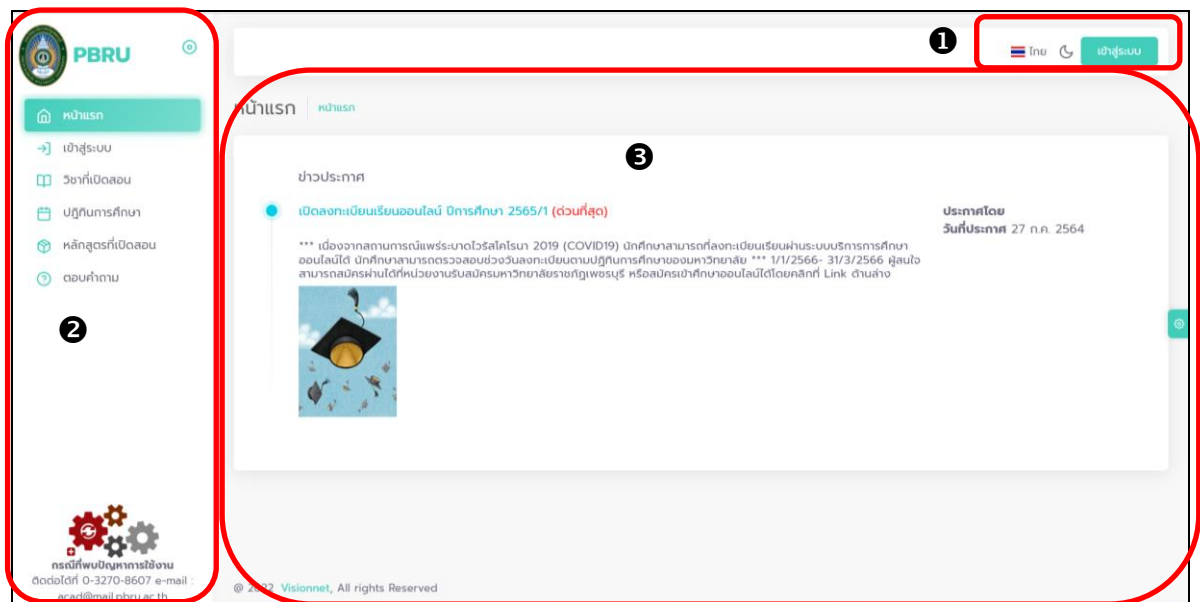 PBRU
❶
ไทย
เข้าสู่ระบบ
หน้าแรก
เข้าสู่ระบบ
วิชาที่เปิดสอน
ปฏิทินการศึกษา
หลักสูตรที่เปิดสอน
ตอบคำถาม
❷
กรณีที่พบปัญหาการใช้งาน
ติดต่อได้ที่ 0-3270-8607 e-mail :
acad@mail.pbru.ac.th
หน้าแรก หน้าแรก
❸
ข่าวประกาศ
เปิดลงทะเบียนเรียนออนไลน์ ปีการศึกษา 2565/1 (ด่วนที่สุด)
*** เนื่องจากสถานการณ์แพร่ระบาดไวรัสโคโรนา 2019 (COVID19) นักศึกษาสามารถที่ลงทะเบียนเรียนผ่านระบบบริการการศึกษา
ออนไลน์ได้ นักศึกษาสามารถตรวจสอบช่วงวันลงทะเบียนตามปฏิทินการศึกษาของมหาวิทยาลัย *** 1/1/2566- 31/3/2566 ผู้สนใจ
สามารถสมัครผ่านได้ที่หน่วยงานรับสมัครมหาวิทยาลัยราชภัฏเพชรบุรี หรือสมัครเข้าศึกษาออนไลน์ได้โดยคลิกที่ Link ด้านล่าง
ประกาศโดย
วันที่ประกาศ 27 ก.ค. 2564
@ 2022 Visionnet, All rights Reserved